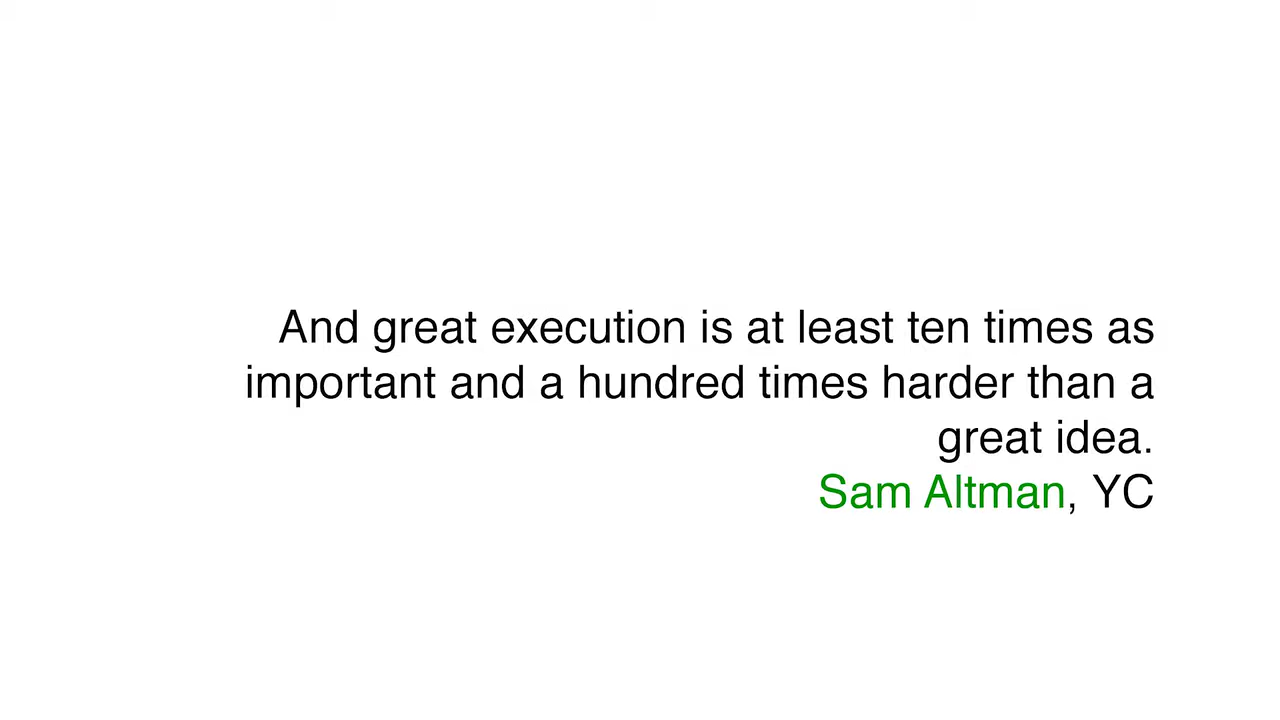 And great execution is at least ten times as
important and a hundred times harder than a
great idea.
Sam Altman, YC